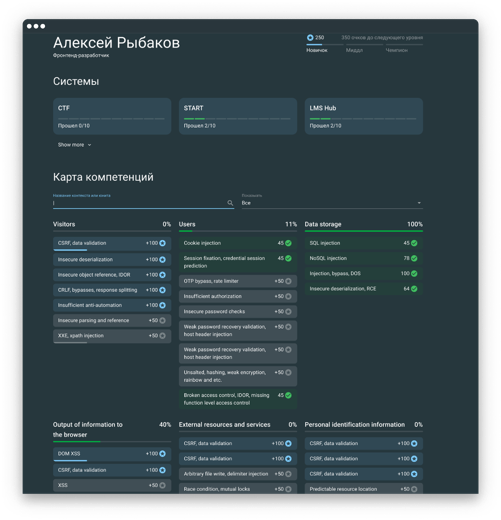 Алексей Рыбаков
Фронтенд-разработчик
250
350 очков до следующего уровня
Новичок
Миддл
Чемпион
Системы
CTF
Прошел 0/10
START
Прошел 2/10
LMS Hub
Прошел 2/10
Show more
Карта компетенций
Название контекста или книги
Все
Visitors 0%
CSRF, data validation +100
Insecure deserialization +100
Insecure object reference, IDOR +100
CRLF, bypasses, response splitting +100
Insufficient anti-automation +100
Insecure parsing and reference +50
XXE, xpath injection +50
Users 11%
Cookie injection 45
Session fixation, credential session 45
prediction
OTP bypass, rate limiter +50
Insufficient authorization +50
Insecure password checks +50
Weak password recovery validation, +50
host header injection
Weak password recovery validation, +50
host header injection
Unsalted, hashing, weak encryption, +50
rainbow and etc.
Broken access control, IDOR, missing 45
function level access control
Data storage 100%
SQL injection 45
NoSQL injection 78
Injection, bypass, DOS 100
Insecure deserialization, RCE 64
Output of information to 40%
the browser
DOM XSS +100
CSRF, data validation +100
XSS +50
External resources and services 0%
CSRF, data validation +100
CSRF, data validation +100
Arbitrary file write, delimiter injection +50
Race condition, mutual locks +50
Personal identification information 0%
CSRF, data validation +100
CSRF, data validation +100
CSRF, data validation +100
Predictable resource location +50